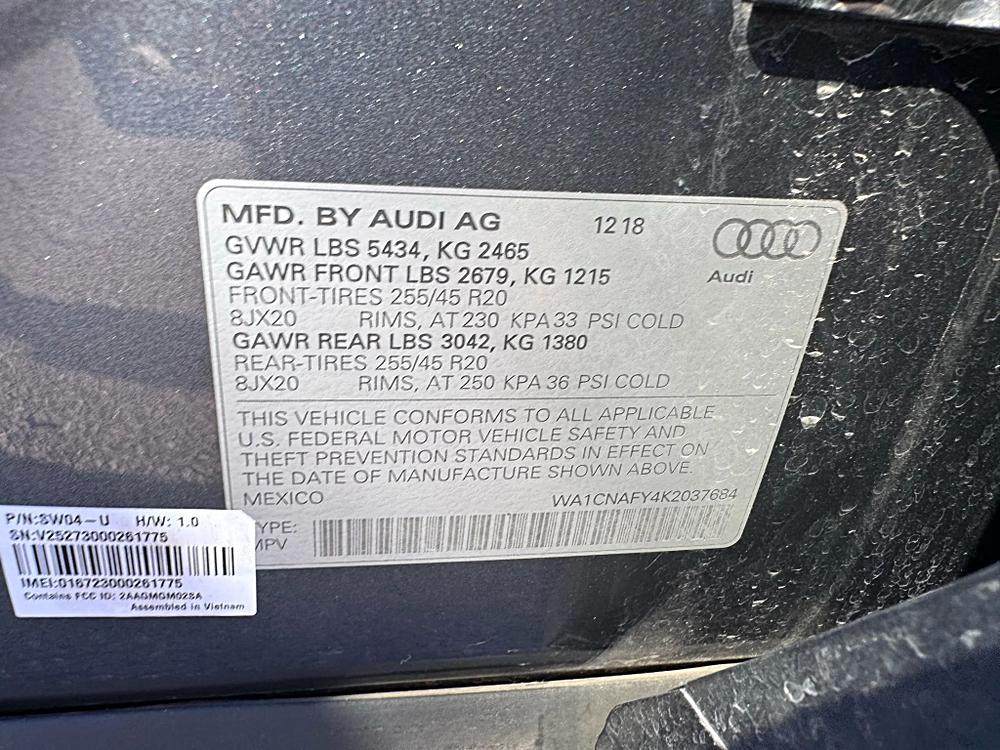 MFD. BY AUDI AG 12 18
GVWR LBS 5434, KG 2465
GAWR FRONT LBS 2679, KG 1215
Audi
FRONT-TIRES 255/45 R20
8JX20 RIMS, AT 230 KPA 33 PSI COLD
GAWR REAR LBS 3042, KG 1380
REAR-TIRES 255/45 R20
8JX20 RIMS, AT 250 KPA 36 PSI COLD
THIS VEHICLE CONFORMS TO ALL APPLICABLE
U.S. FEDERAL MOTOR VEHICLE SAFETY AND
THEFT PREVENTION STANDARDS IN EFFECT ON
THE DATE OF MANUFACTURE SHOWN ABOVE.
MEXICO WA1CNAFY4K2037684
YPE:
MPV
P/N:SW04-U H/W: 1.0
SN:V25273000261775
IMEI:016723000261775
Contains FCC ID: 2AAGMGM02SA
Assembled in Vietnam